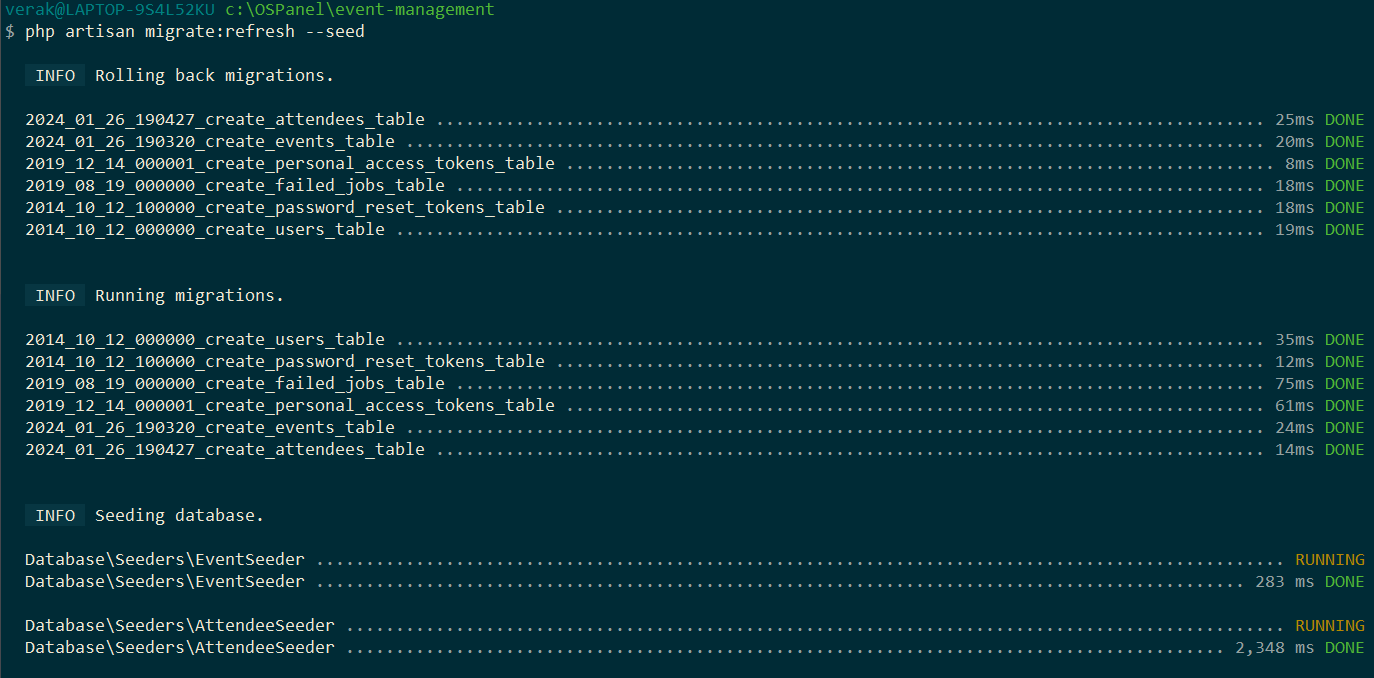 verak@LAPTOP-9S4L52KU c:\OSPanel\event-management
$ php artisan migrate:refresh --seed
INFO Rolling back migrations.
2024_01_26_190427_create_attendees_table ................................................................................... 25ms DONE
2024_01_26_190320_create_events_table ...................................................................................... 20ms DONE
2019_12_14_000001_create_personal_access_tokens_table ....................................................................... 8ms DONE
2019_08_19_000000_create_failed_jobs_table ................................................................................. 18ms DONE
2014_10_12_100000_create_password_reset_tokens_table ....................................................................... 18ms DONE
2014_10_12_000000_create_users_table ....................................................................................... 19ms DONE
INFO Running migrations.
2014_10_12_000000_create_users_table ....................................................................................... 35ms DONE
2014_10_12_100000_create_password_reset_tokens_table ....................................................................... 12ms DONE
2019_08_19_000000_create_failed_jobs_table ................................................................................. 75ms DONE
2019_12_14_000001_create_personal_access_tokens_table ...................................................................... 61ms DONE
2024_01_26_190320_create_events_table ...................................................................................... 24ms DONE
2024_01_26_190427_create_attendees_table ................................................................................... 14ms DONE
INFO Seeding database.
Database\Seeders\EventSeeder ................................................................................................. RUNNING
Database\Seeders\EventSeeder ............................................................................................. 283 ms DONE
Database\Seeders\AttendeeSeeder .............................................................................................. RUNNING
Database\Seeders\AttendeeSeeder ........................................................................................ 2,348 ms DONE